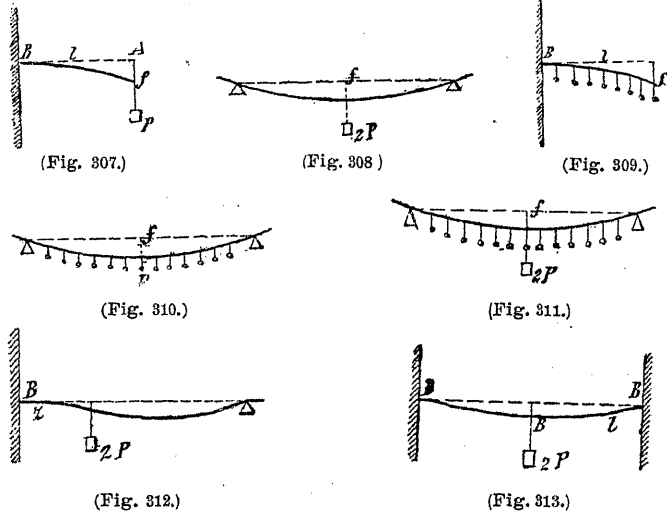 B l A
f
P
(Fig. 307.)
f
2P
(Fig. 308)
B l
f
(Fig. 309.)
f
P
(Fig. 310.)
f
2P
(Fig. 311.)
B
l
2P
(Fig. 312.)
B B
B l
2P
(Fig. 313.)